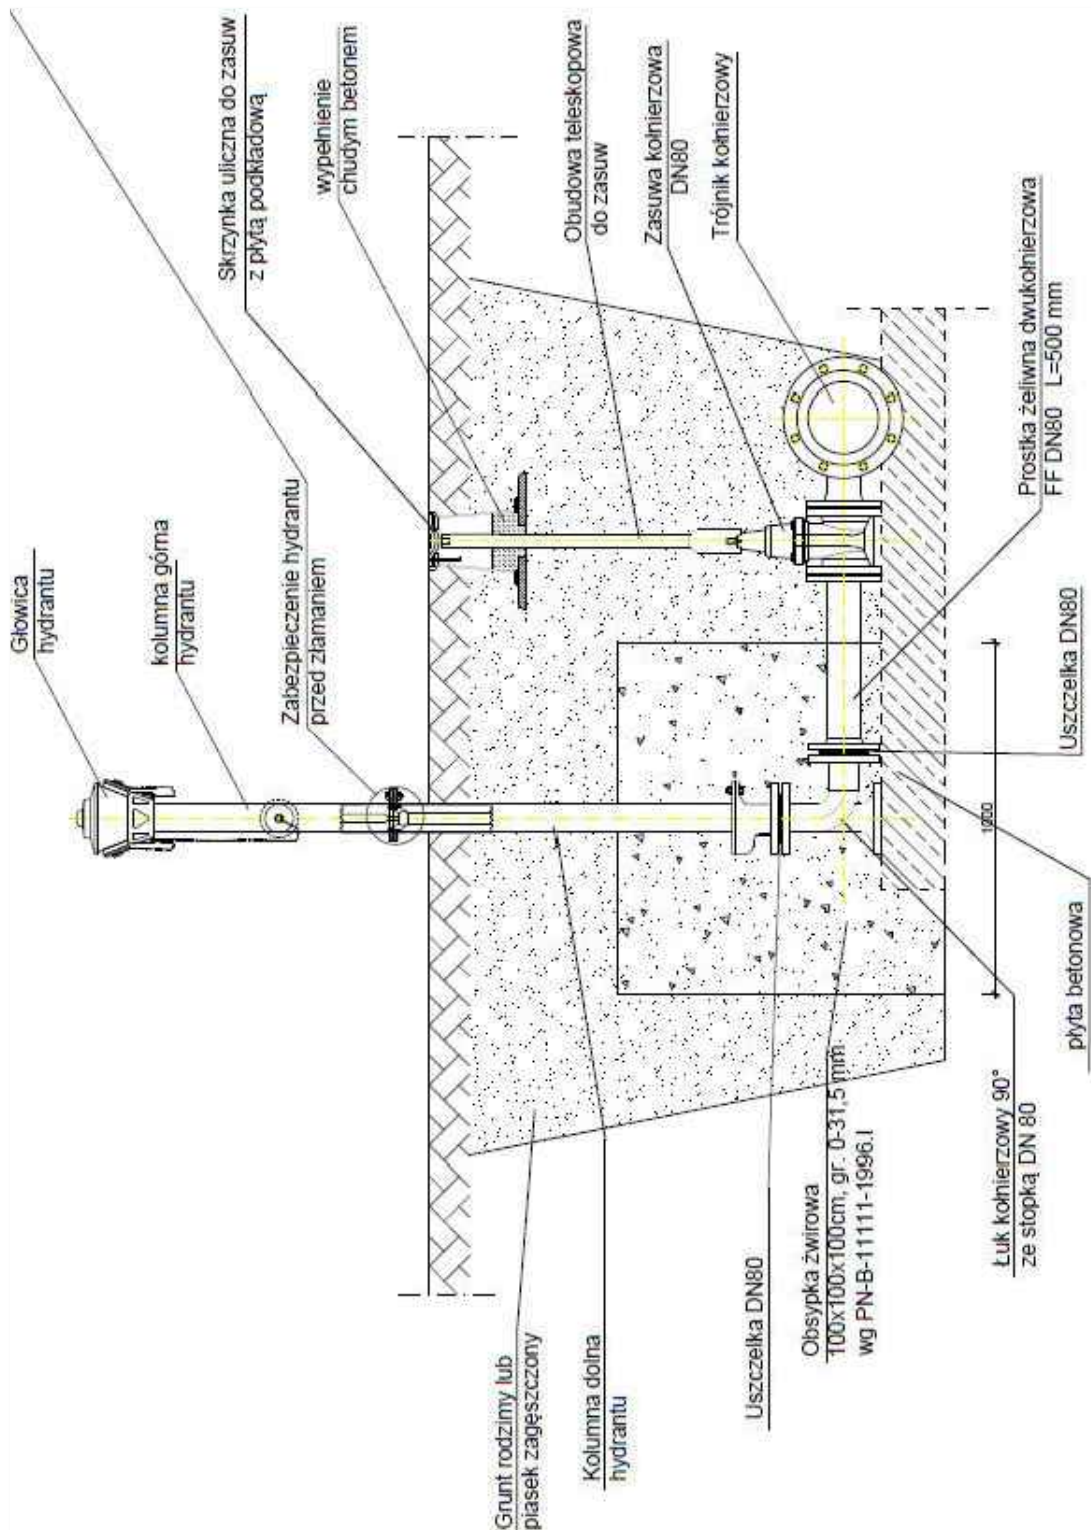 Głowica
hydrantu
kolumna górna
hydrantu
Zabezpieczenie hydrantu
przed złamaniem
Skrzynka uliczna do zasuw
z płytą podkładową
wypełnienie
chudym betonem
Obudowa teleskopowa
do zasuw
Zasuwa kołnierzowa
DN80
Trójnik kołnierzowy
Prostka żeliwna dwukołnierzowa
FF DN80 L=500 mm
Uszczelka DN80
1000
płyta betonowa
Łuk kołnierzowy 90°
ze stopką DN 80
Obsypka żwirowa
100x100x100cm, gr. 0-31,5 mm
wg PN-B-11111-1996.I
Uszczelka DN80
Kolumna dolna
hydrantu
Grunt rodzimy lub
piasek zagęszczony